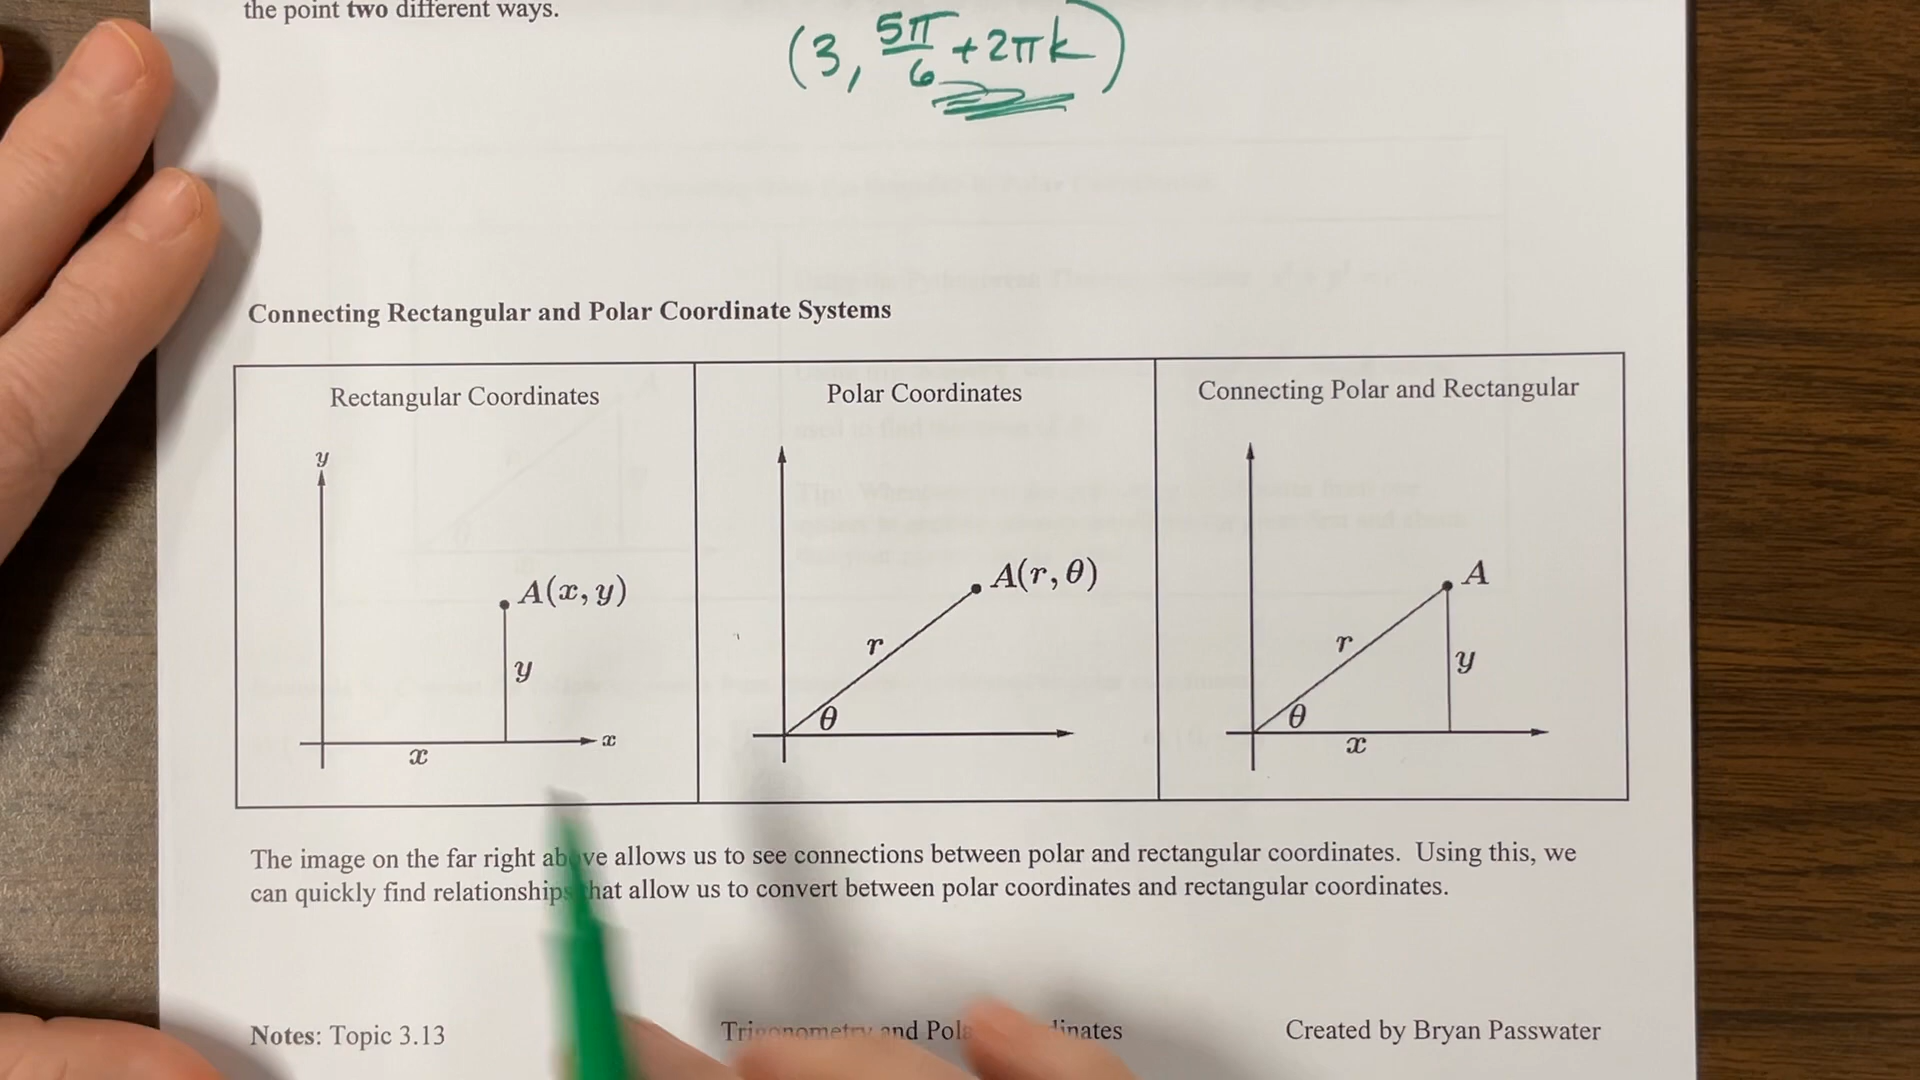 the point two different ways.
(3, 5π/6 + 2πk)
Connecting Rectangular and Polar Coordinate Systems
Rectangular Coordinates
Polar Coordinates
Connecting Polar and Rectangular
y
A(x, y)
y
x
x
A(r, θ)
r
θ
A
r
y
θ
x
The image on the far right above allows us to see connections between polar and rectangular coordinates. Using this, we
can quickly find relationships that allow us to convert between polar coordinates and rectangular coordinates.
Notes: Topic 3.13
Trigonometry and
Created by Bryan Passwater